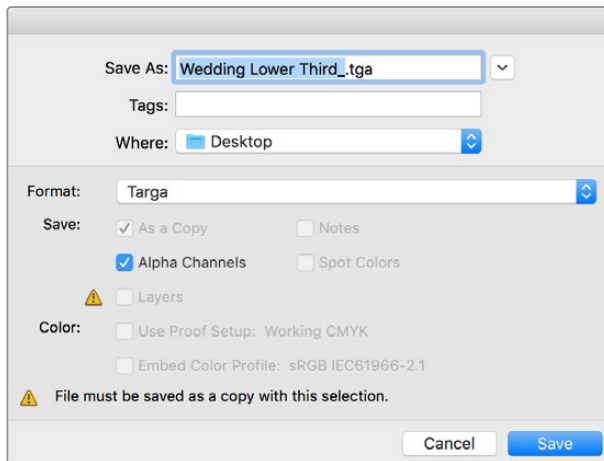 Save As: Wedding Lower Third_.tga
Tags:
Where: Desktop
Format: Targa
Save: As a Copy Notes
Alpha Channels Spot Colors
Layers
Color: Use Proof Setup: Working CMYK
Embed Color Profile: sRGB IEC61966-2.1
File must be saved as a copy with this selection.
Cancel Save